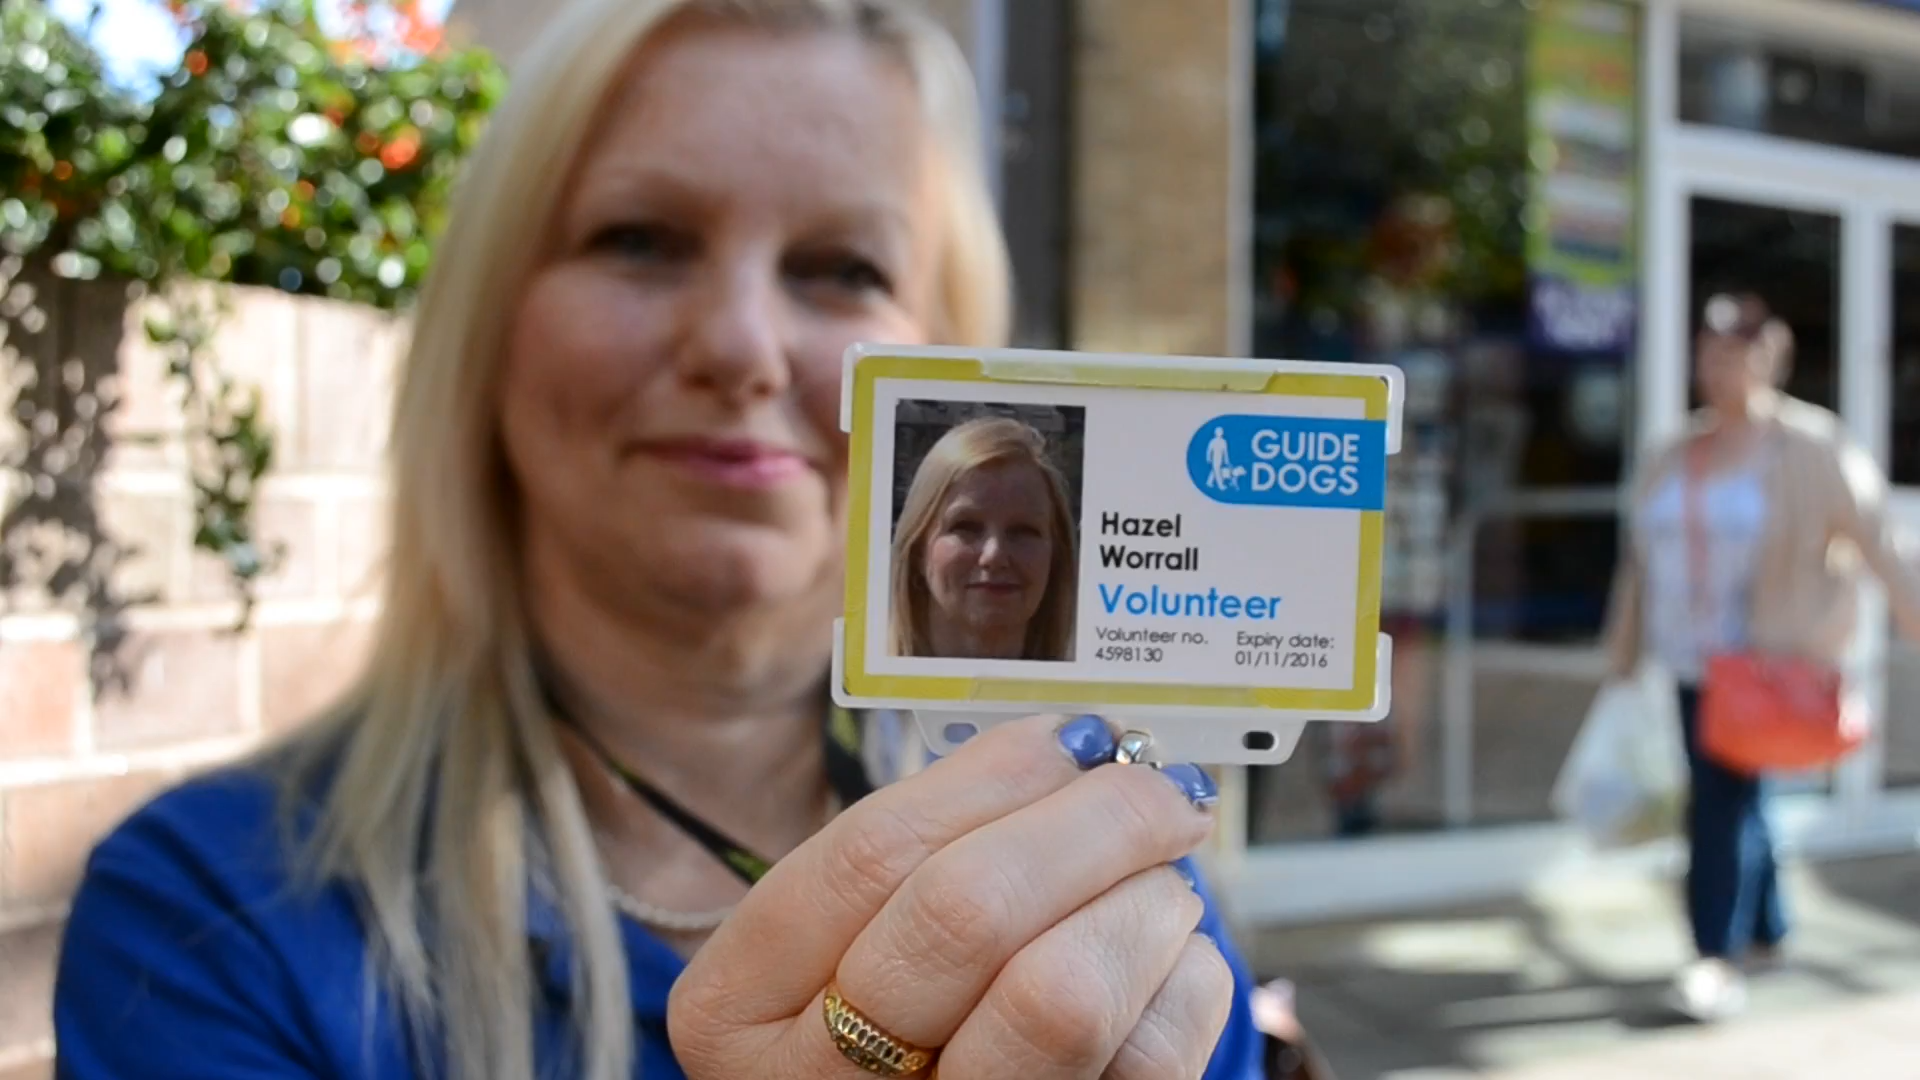 GUIDE
DOGS
Hazel
Worrall
Volunteer
Volunteer no. Expiry date:
4598130 01/11/2016